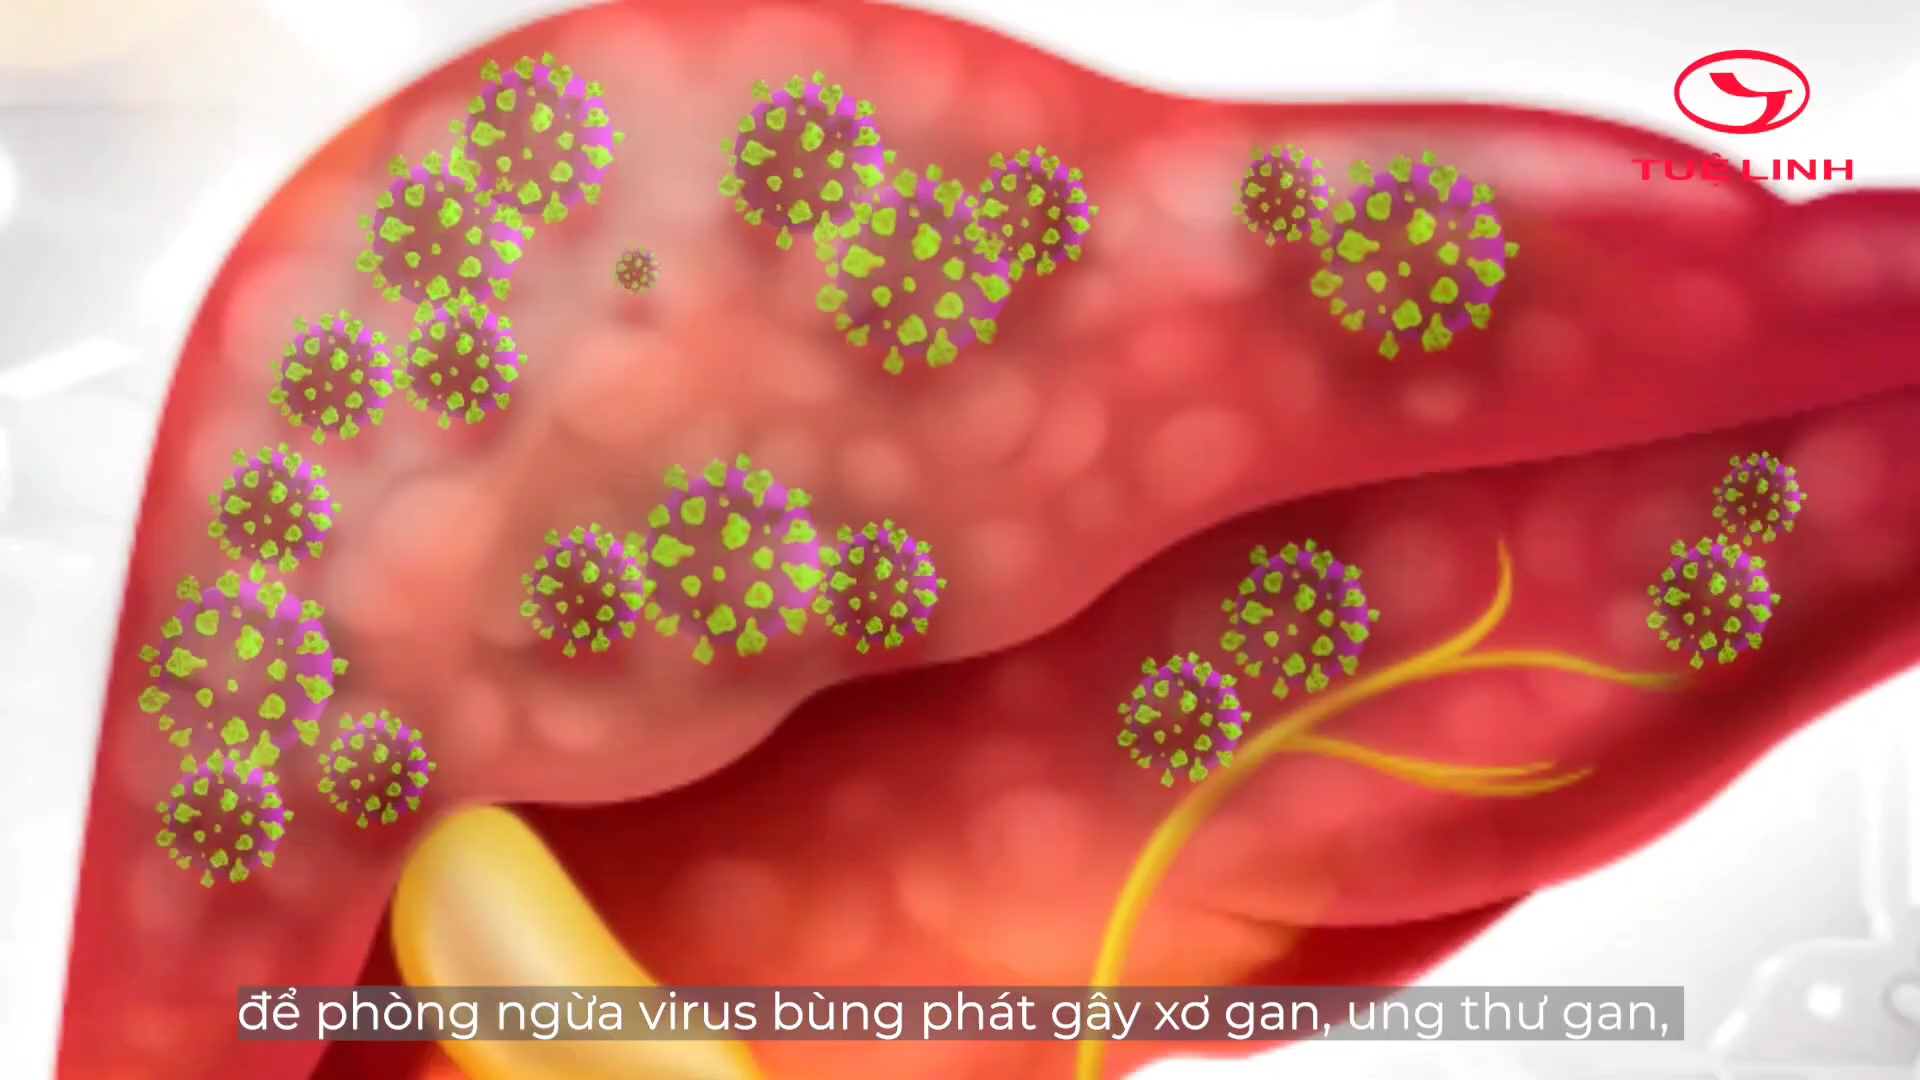 TUỆ LINH
để phòng ngừa virus bùng phát gây xơ gan, ung thư gan,